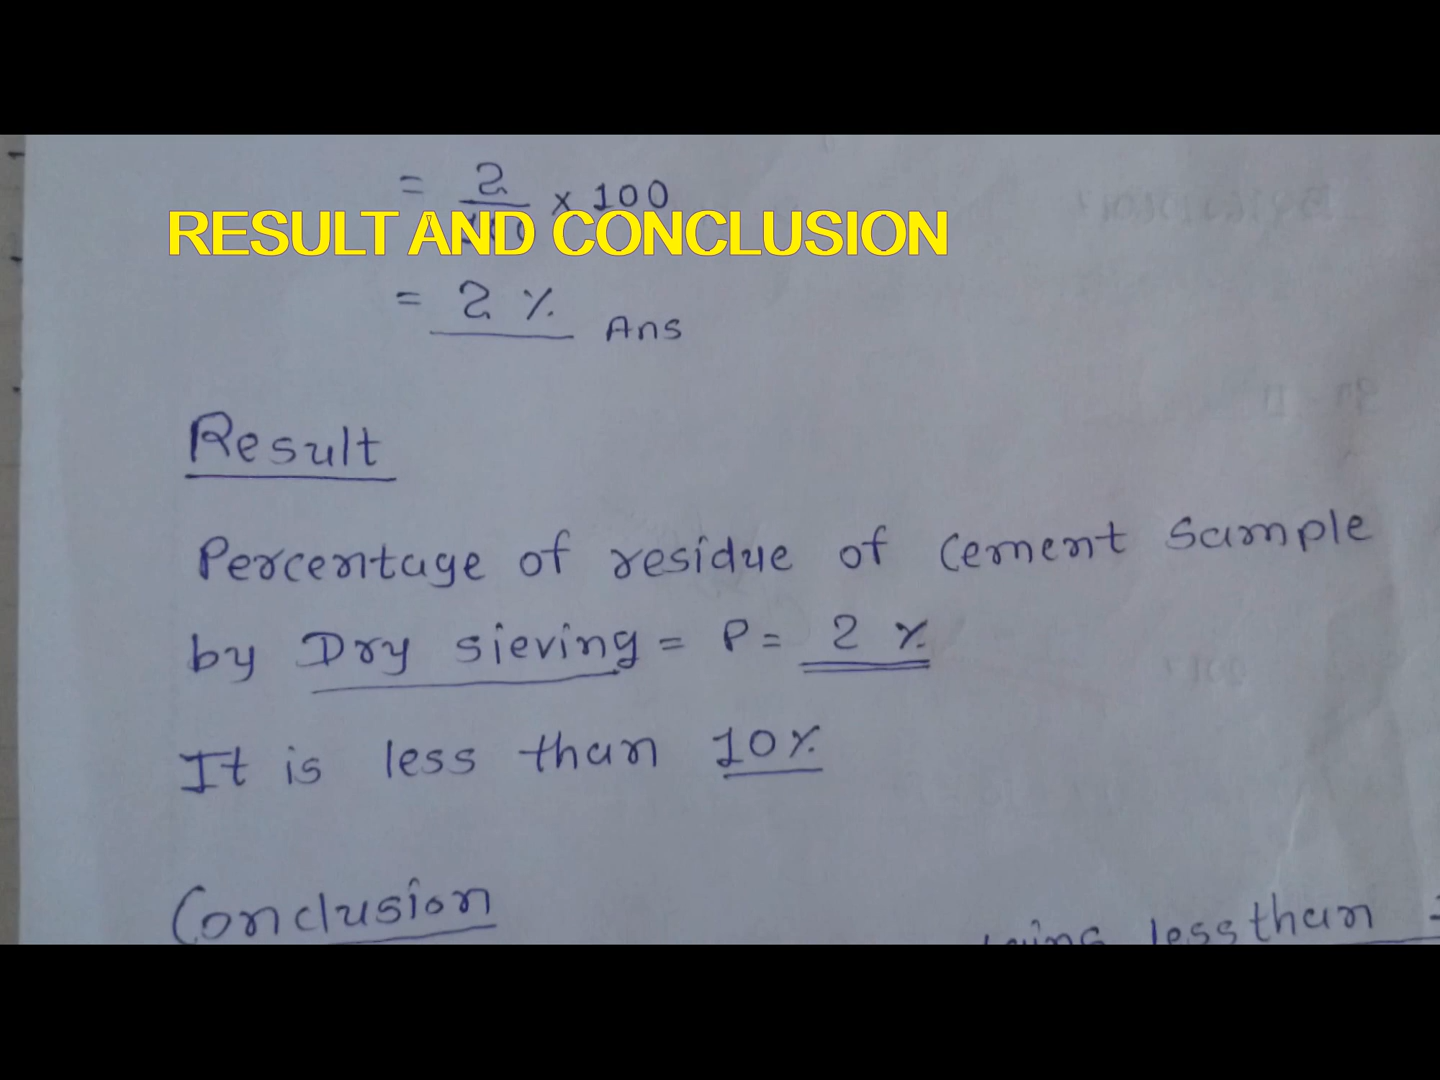 = 2 × 100
RESULT AND CONCLUSION
= 2 % Ans
Result
Percentage of residue of cement sample
by Dry sieving = P = 2 %
It is less than 10%
Conclusion
less than